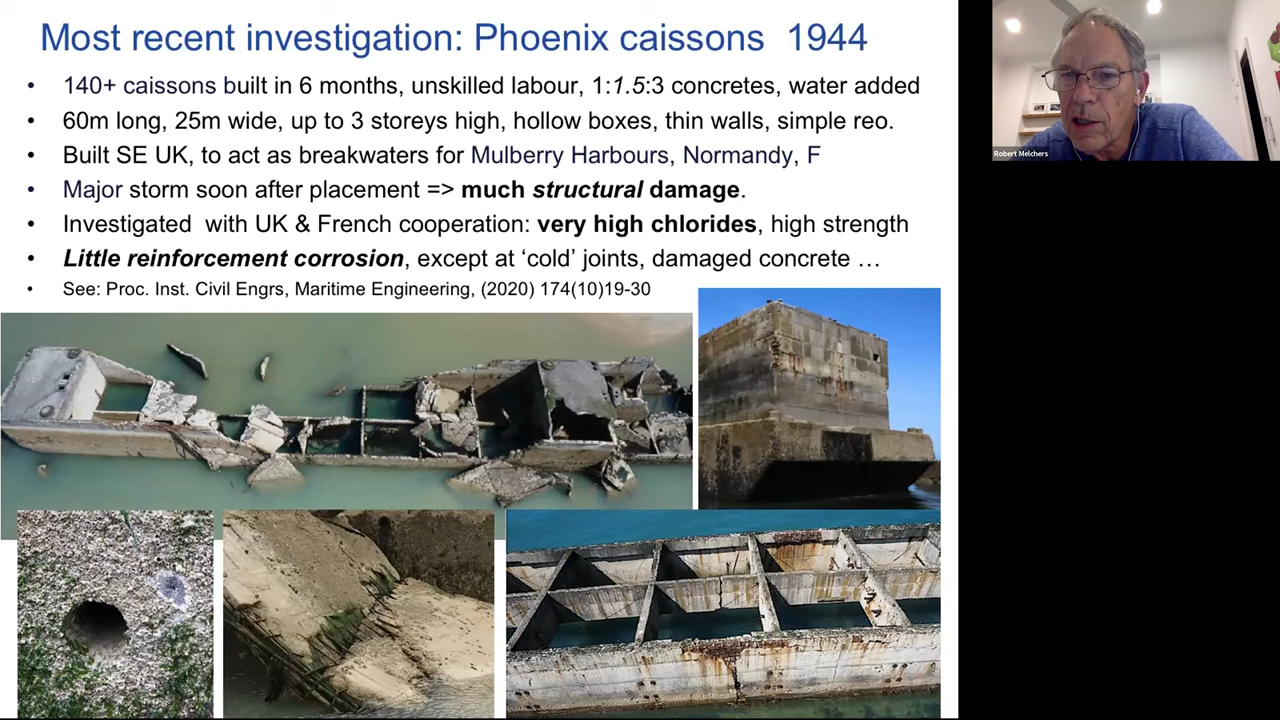 Most recent investigation: Phoenix caissons 1944
• 140+ caissons built in 6 months, unskilled labour, 1:1.5:3 concretes, water added
• 60m long, 25m wide, up to 3 storeys high, hollow boxes, thin walls, simple reo.
• Built SE UK, to act as breakwaters for Mulberry Harbours, Normandy, F
• Major storm soon after placement => much structural damage.
• Investigated with UK & French cooperation: very high chlorides, high strength
• Little reinforcement corrosion, except at ‘cold’ joints, damaged concrete …
• See: Proc. Inst. Civil Engrs, Maritime Engineering, (2020) 174(10)19-30
Robert Melchers